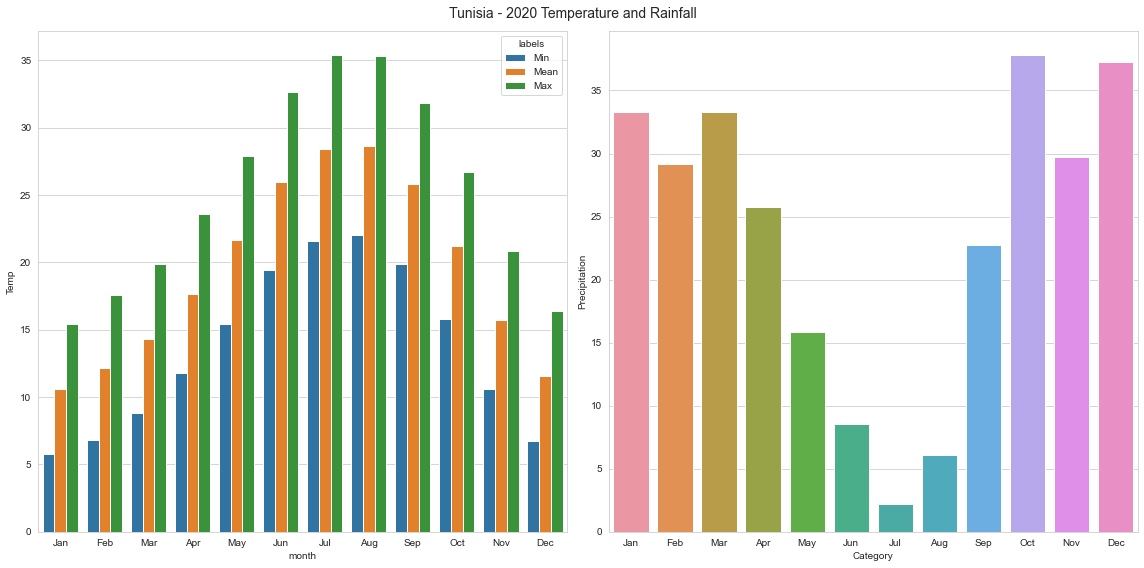 Tunisia - 2020 Temperature and Rainfall
labels
Min
Mean
Max
Temp
35
30
25
20
15
10
5
0
Jan Feb Mar Apr May Jun Jul Aug Sep Oct Nov Dec
month
Precipitation
35
30
25
20
15
10
5
0
Jan Feb Mar Apr May Jun Jul Aug Sep Oct Nov Dec
Category